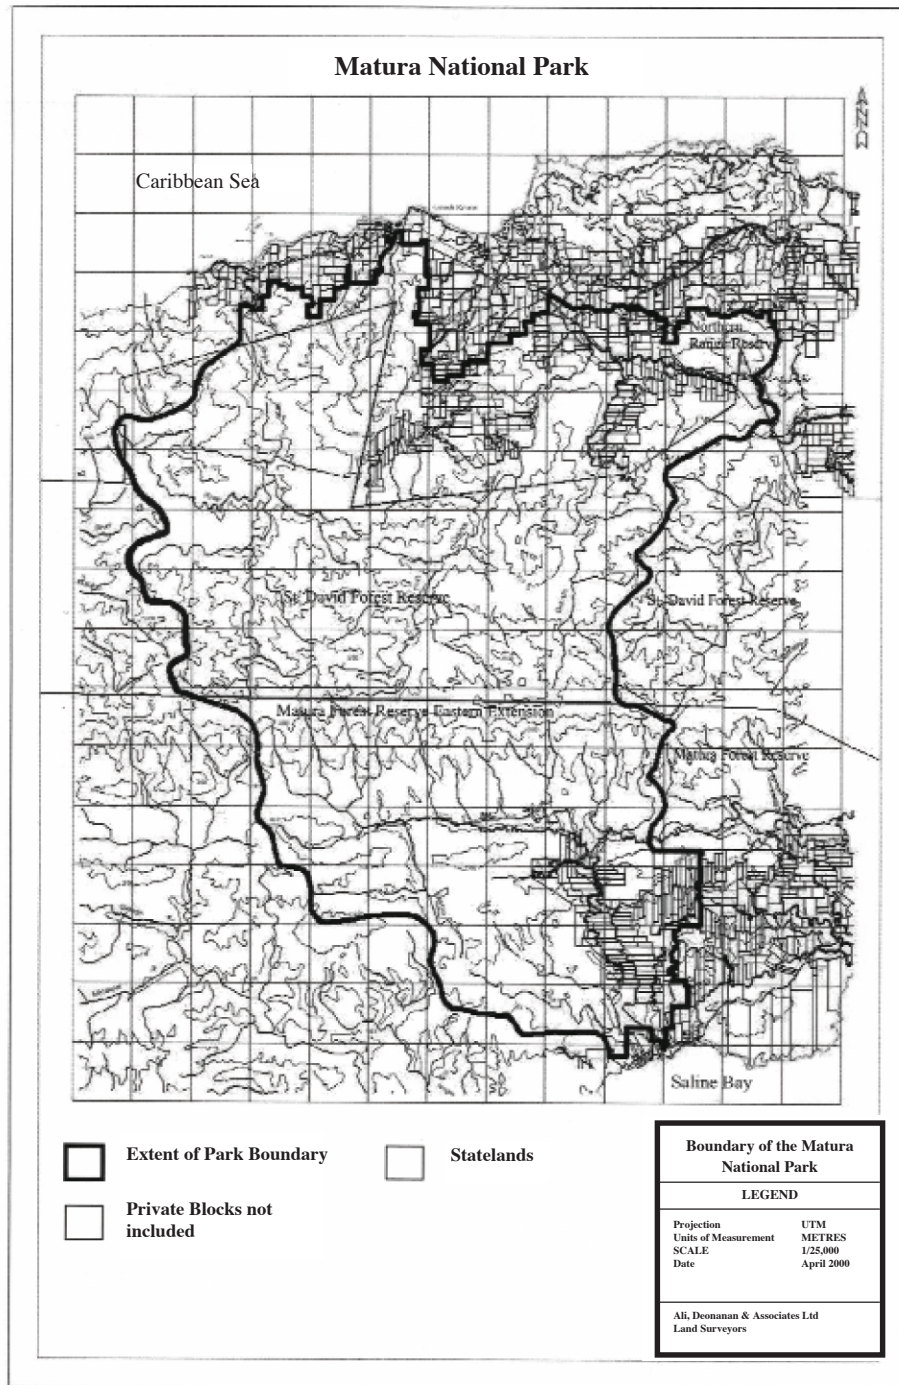 Matura National Park
Caribbean Sea
Northern
Range Reserve
St. David Forest Reserve
St. David Forest Reserve
Matura Forest Reserve Eastern Extension
Matura Forest Reserve
Saline Bay
Extent of Park Boundary
Statelands
Private Blocks not
included
Boundary of the Matura
National Park
LEGEND
Projection UTM
Units of Measurement METRES
SCALE 1/25,000
Date April 2000
Ali, Deonanan & Associates Ltd
Land Surveyors